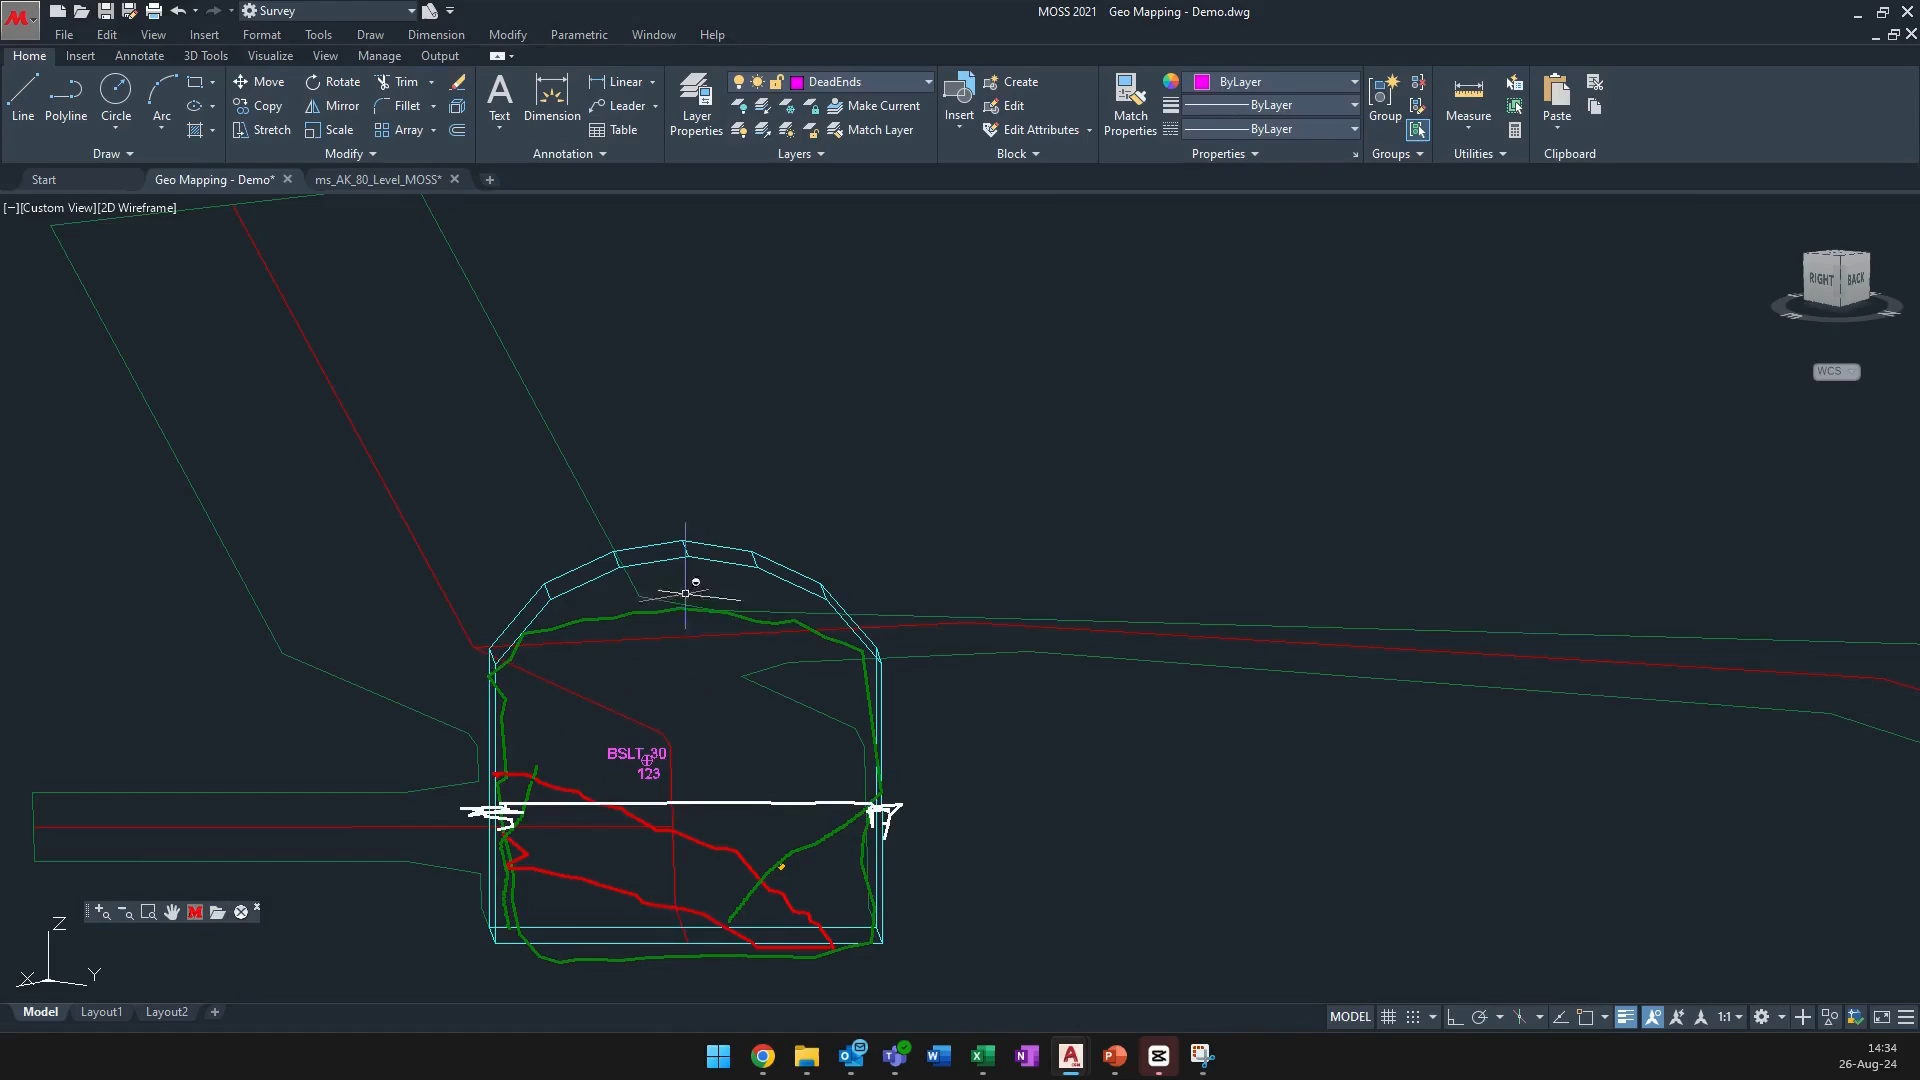 Survey
MOSS 2021 Geo Mapping - Demo.dwg
File Edit View Insert Format Tools Draw Dimension Modify Parametric Window Help
Home Insert Annotate 3D Tools Visualize View Manage Output
Line Polyline Circle Arc
Move Rotate Trim
Copy Mirror Fillet
Stretch Scale Array
Text Dimension
Linear
Leader
Table
Layer Properties
DeadEnds
Make Current
Match Layer
Insert
Create
Edit
Edit Attributes
Match Properties
ByLayer
ByLayer
ByLayer
Group
Measure
Paste
Draw Modify Annotation Layers Block Properties Groups Utilities Clipboard
Start Geo Mapping - Demo* ms_AK_80_Level_MOSS*
[−][Custom View][2D Wireframe]
RIGHT BACK
WCS
BSLT_30
123
Z
X Y
Model Layout1 Layout2
MODEL 1:1
14:34
26-Aug-24